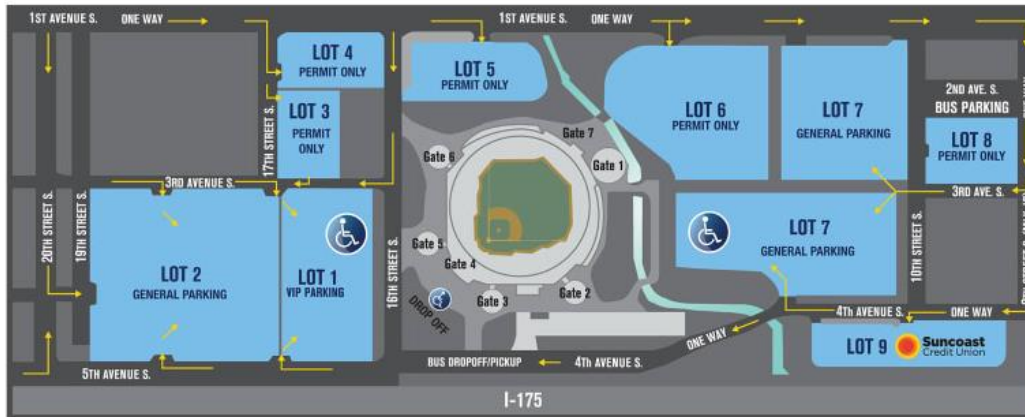 1ST AVENUE S.
ONE WAY
1ST AVENUE S.
ONE WAY
LOT 4
PERMIT ONLY
LOT 5
PERMIT ONLY
LOT 3
PERMIT
ONLY
17TH STREET S.
LOT 6
PERMIT ONLY
LOT 7
GENERAL PARKING
2ND AVE. S.
BUS PARKING
LOT 8
PERMIT ONLY
Gate 7
Gate 6
Gate 1
3RD AVENUE S.
3RD AVE. S.
20TH STREET S.
19TH STREET S.
LOT 2
GENERAL PARKING
LOT 1
VIP PARKING
16TH STREET S.
Gate 5
Gate 4
Gate 3
Gate 2
DROP OFF
LOT 7
GENERAL PARKING
10TH STREET S.
4TH AVENUE S.
ONE WAY
ONE WAY
LOT 9
Suncoast
Credit Union
BUS DROPOFF/PICKUP
4TH AVENUE S.
5TH AVENUE S.
I-175